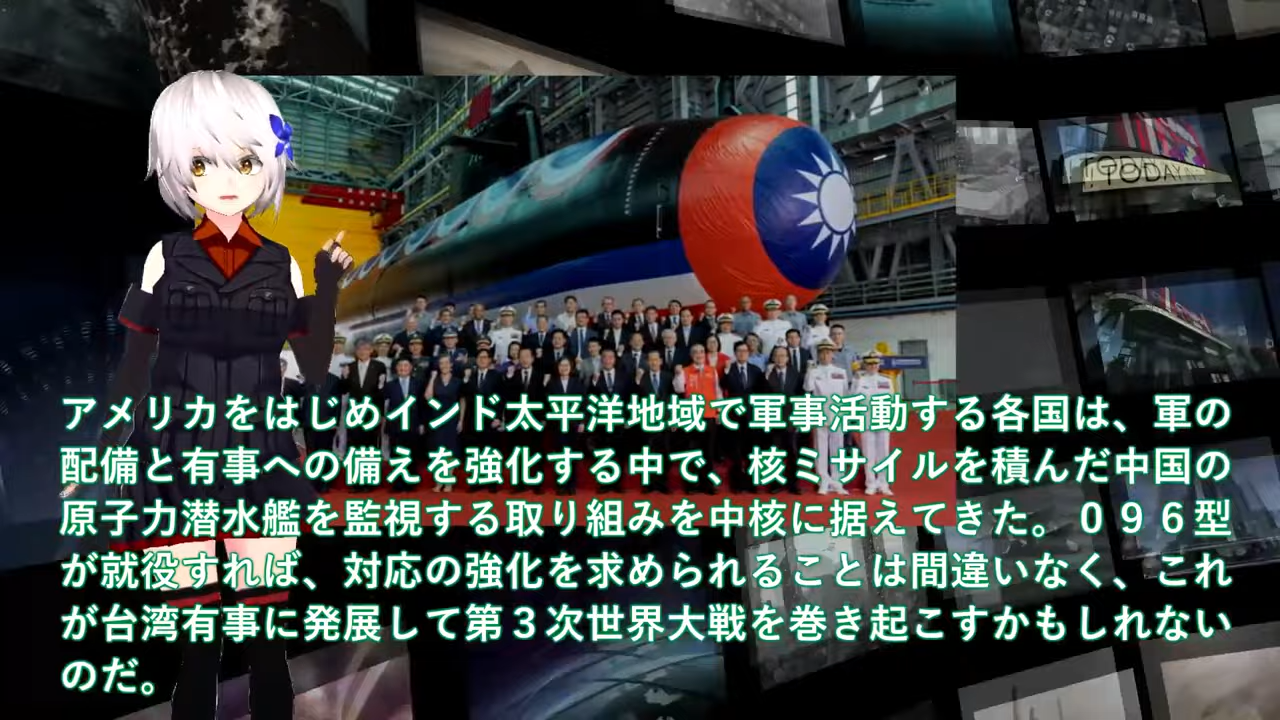 TODAY
アメリカをはじめインド太平洋地域で軍事活動する各国は、軍の
配備と有事への備えを強化する中で、核ミサイルを積んだ中国の
原子力潜水艦を監視する取り組みを中核に据えてきた。０９６型
が就役すれば、対応の強化を求められることは間違いなく、これ
が台湾有事に発展して第３次世界大戦を巻き起こすかもしれない
のだ。